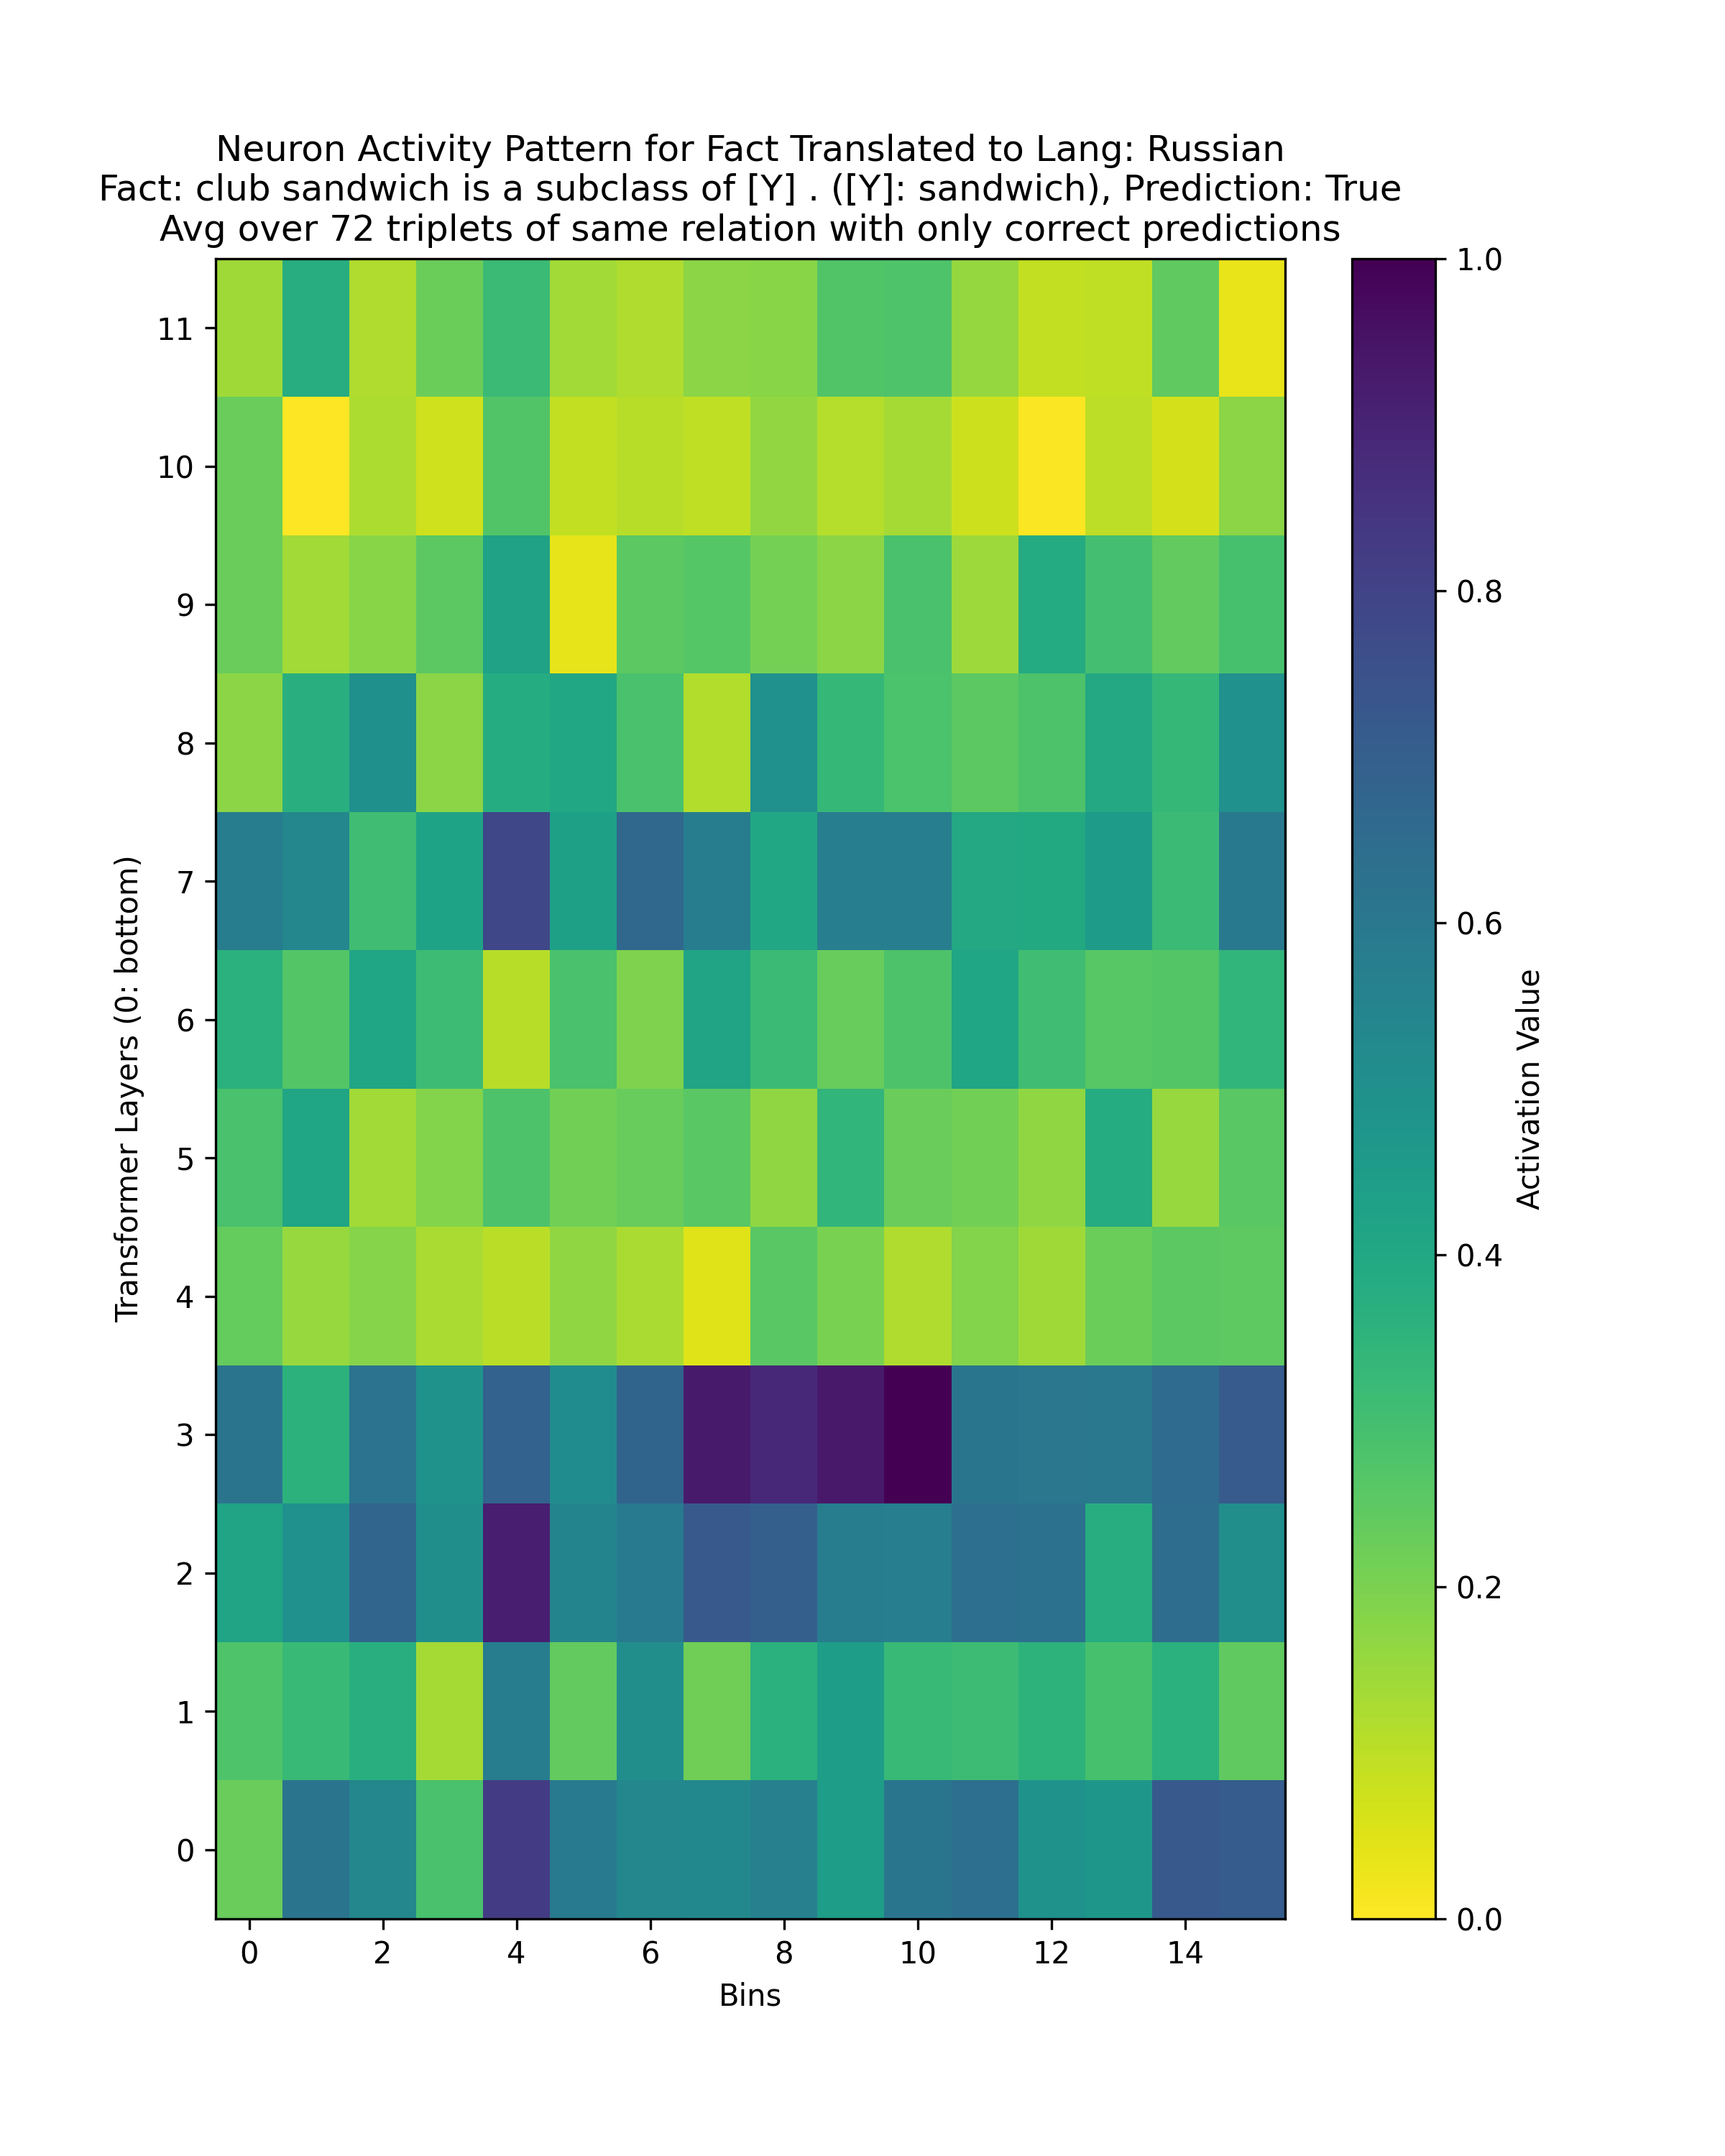 Neuron Activity Pattern for Fact Translated to Lang: Russian
Fact: club sandwich is a subclass of [Y] . ([Y]: sandwich), Prediction: True
Avg over 72 triplets of same relation with only correct predictions
11
10
9
8
7
6
5
4
3
2
1
0
Transformer Layers (0: bottom)
0 2 4 6 8 10 12 14
Bins
1.0
0.8
0.6
0.4
0.2
0.0
Activation Value